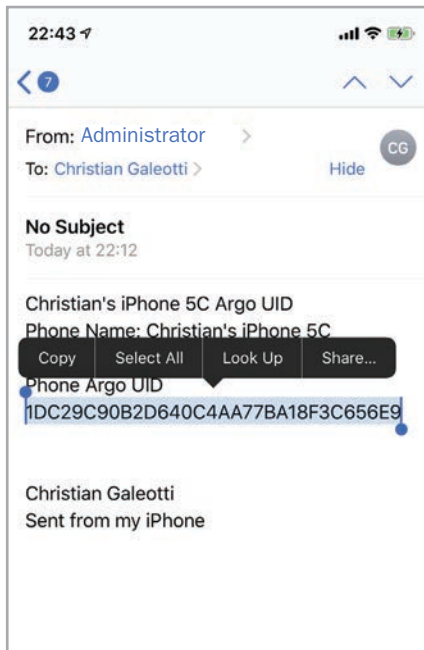 22:43
7
From: Administrator
CG
To: Christian Galeotti
Hide
No Subject
Today at 22:12
Christian's iPhone 5C Argo UID
Phone Name: Christian's iPhone 5C
Copy Select All Look Up Share...
Phone Argo UID
1DC29C90B2D640C4AA77BA18F3C656E9
Christian Galeotti
Sent from my iPhone